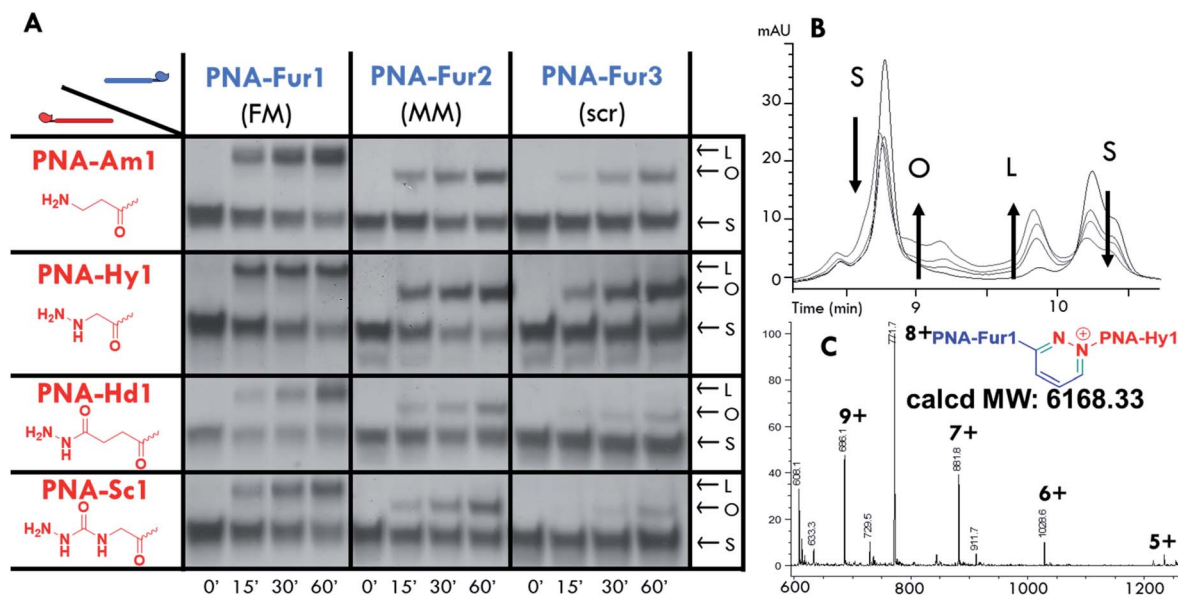 A
PNA-Fur1
(FM)
PNA-Fur2
(MM)
PNA-Fur3
(scr)
PNA-Am1
H₂N
O
← L
← O
← S
PNA-Hy1
H₂N
N
H
O
← L
← O
← S
PNA-Hd1
O
H₂N
N
H
O
← L
← O
← S
PNA-Sc1
O
H₂N
N
H
N
H
O
← L
← O
← S
0' 15' 30' 60' 0' 15' 30' 60' 0' 15' 30' 60'
B
mAU
30
20
10
0
S
O
L
S
Time (min)
9
10
C
100
80
60
40
20
0
8+
771.7
PNA-Fur1
N
N
+
PNA-Hy1
calcd MW: 6168.33
9+
686.1
7+
881.8
6+
1028.6
5+
608.1
633.3
729.5
911.7
600
800
1000
1200